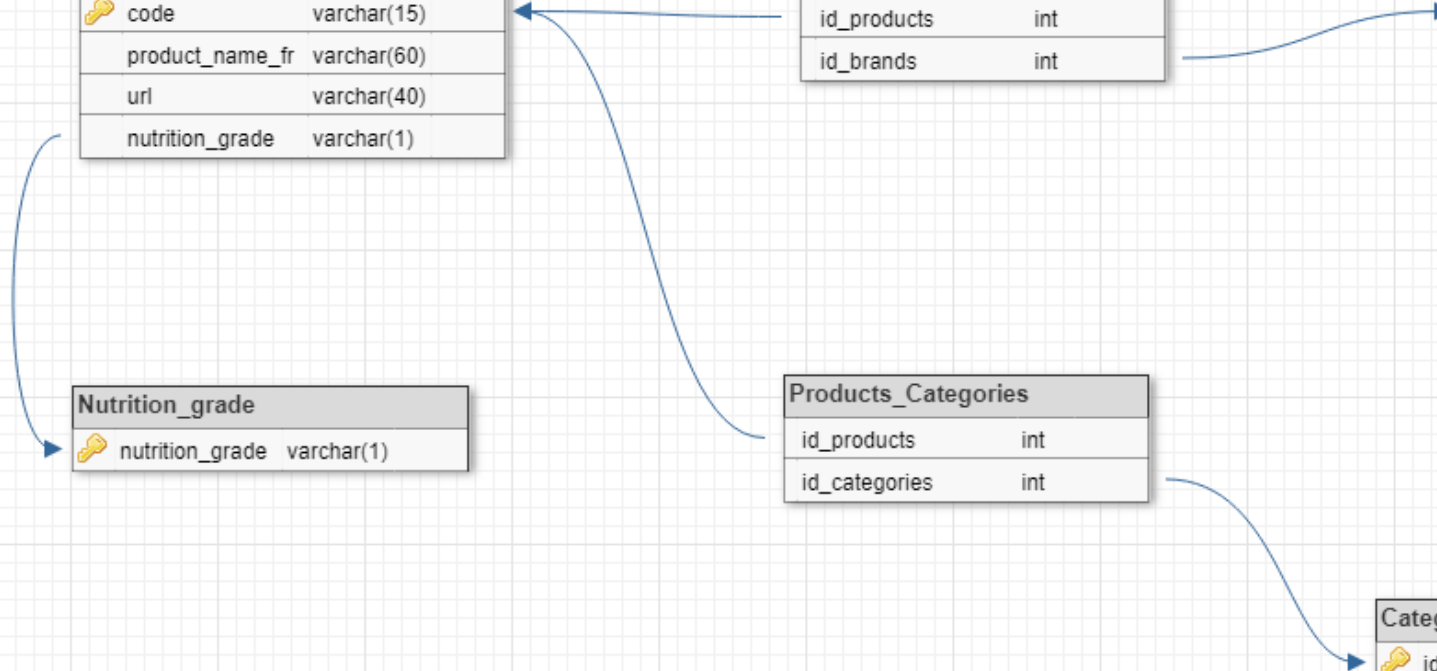 code varchar(15)
product_name_fr varchar(60)
url varchar(40)
nutrition_grade varchar(1)
id_products int
id_brands int
Nutrition_grade
nutrition_grade varchar(1)
Products_Categories
id_products int
id_categories int